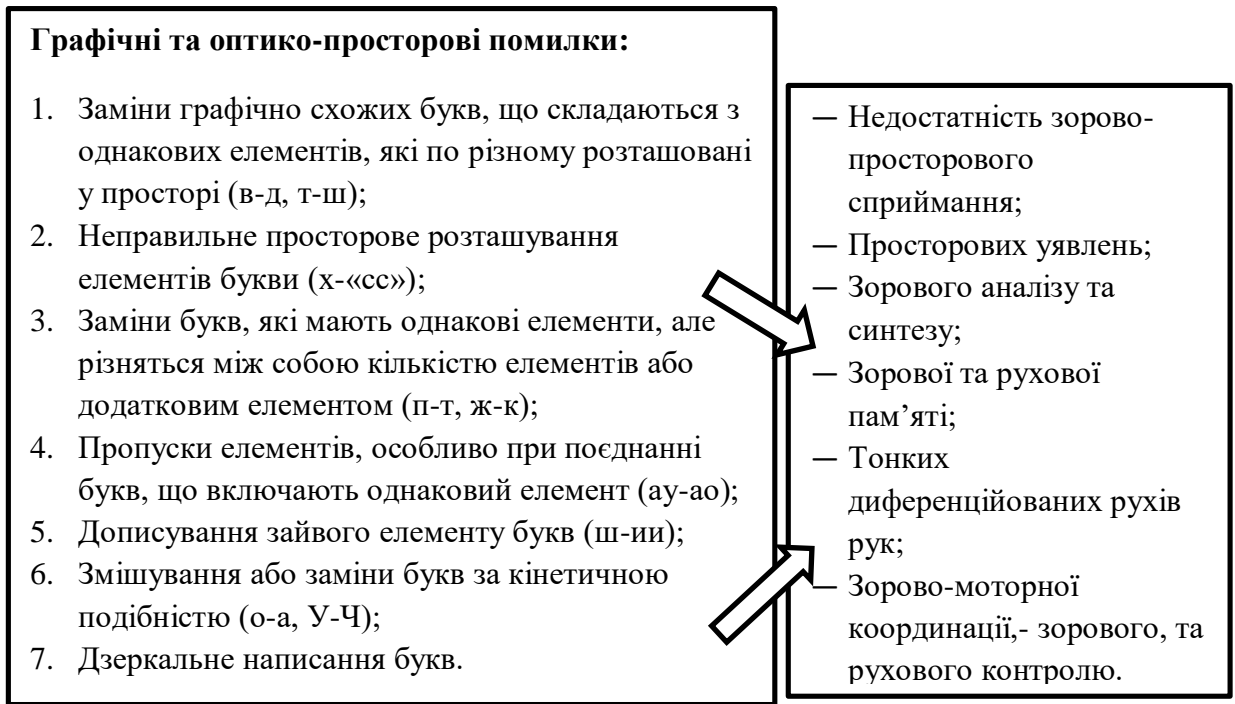 Графічні та оптико-просторові помилки:
1. Заміни графічно схожих букв, що складаються з
однакових елементів, які по різному розташовані
у просторі (в-д, т-ш);
2. Неправильне просторове розташування
елементів букви (х-«сс»);
3. Заміни букв, які мають однакові елементи, але
різняться між собою кількістю елементів або
додатковим елементом (п-т, ж-к);
4. Пропуски елементів, особливо при поєднанні
букв, що включають однаковий елемент (ау-ао);
5. Дописування зайвого елементу букв (ш-ии);
6. Змішування або заміни букв за кінетичною
подібністю (о-а, У-Ч);
7. Дзеркальне написання букв.
— Недостатність зорово-
просторового
сприймання;
— Просторових уявлень;
— Зорового аналізу та
синтезу;
— Зорової та рухової
пам’яті;
— Тонких
диференційованих рухів
рук;
— Зорово-моторної
координації,- зорового, та
рухового контролю.